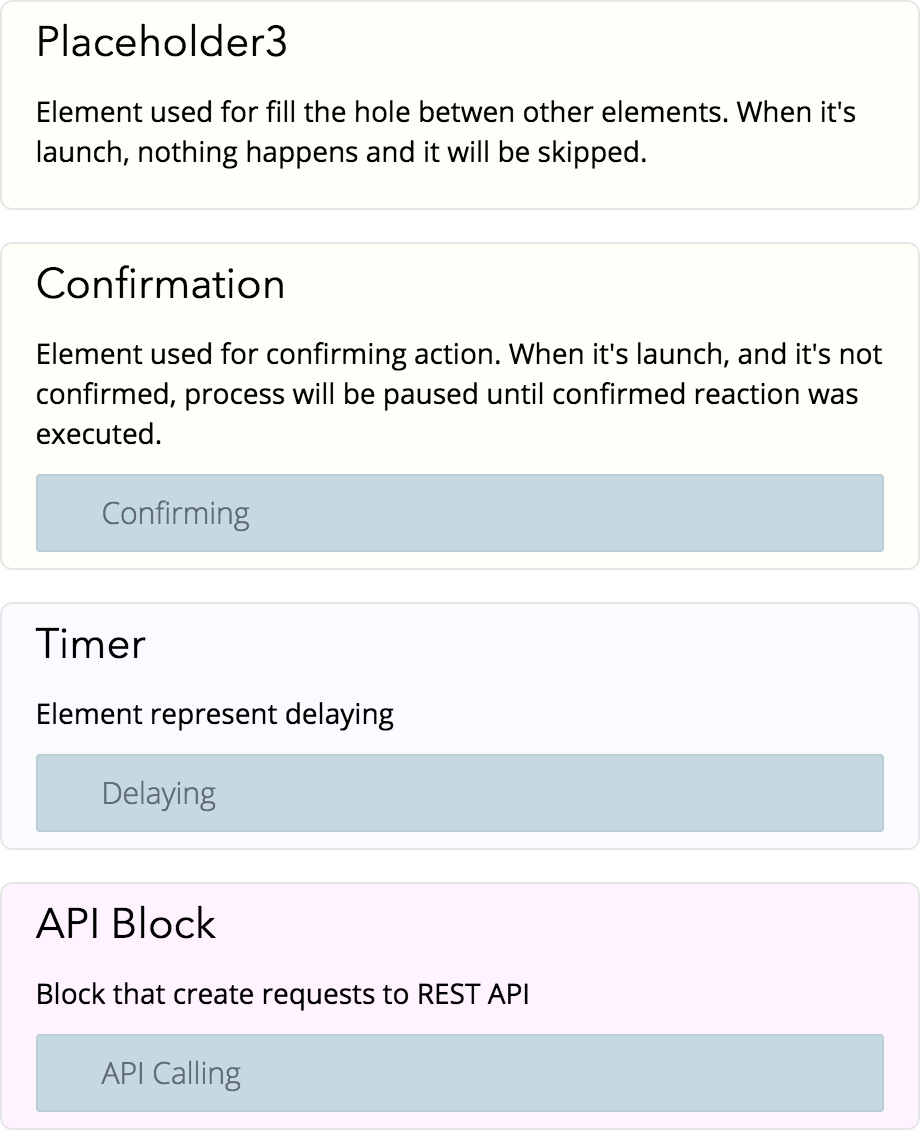 Placeholder3
Element used for fill the hole betwen other elements. When it's
launch, nothing happens and it will be skipped.
Confirmation
Element used for confirming action. When it's launch, and it's not
confirmed, process will be paused until confirmed reaction was
executed.
Confirming
Timer
Element represent delaying
Delaying
API Block
Block that create requests to REST API
API Calling